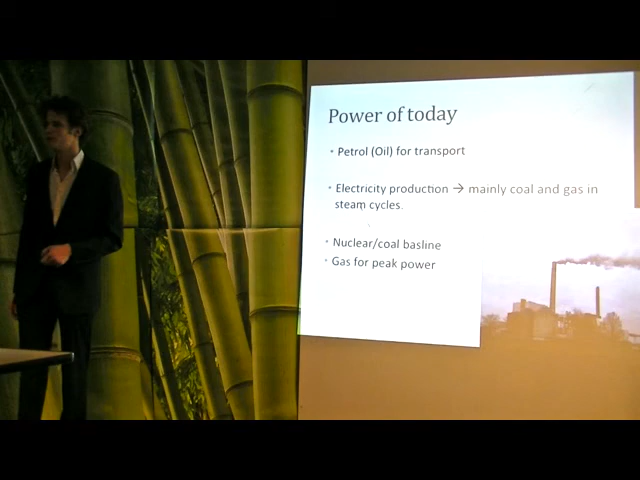 Power of today
• Petrol (Oil) for transport
• Electricity production → mainly coal and gas in
steam cycles.
• Nuclear/coal basline
• Gas for peak power